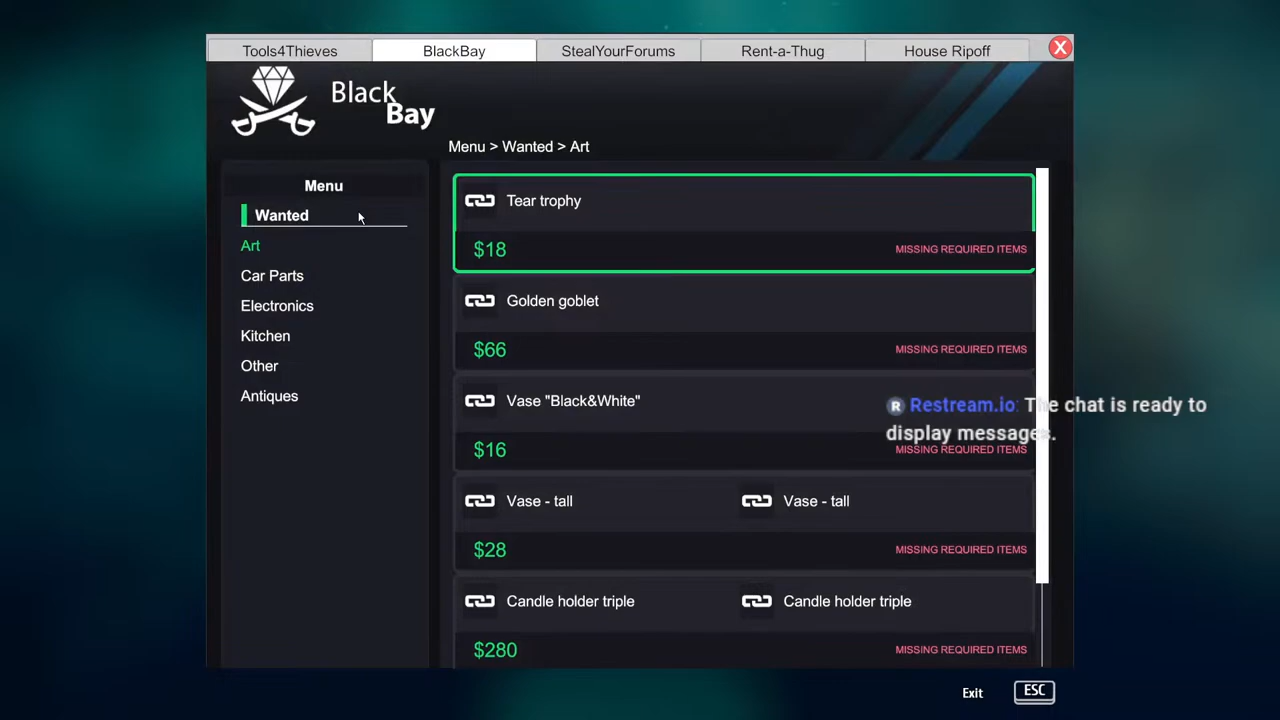 Tools4Thieves
BlackBay
StealYourForums
Rent-a-Thug
House Ripoff
X
Black
Bay
Menu > Wanted > Art
Menu
Wanted
Art
Car Parts
Electronics
Kitchen
Other
Antiques
Tear trophy
$18 MISSING REQUIRED ITEMS
Golden goblet
$66 MISSING REQUIRED ITEMS
Vase "Black&White"
$16 MISSING REQUIRED ITEMS
R Restream.io: The chat is ready to
display messages.
Vase - tall Vase - tall
$28 MISSING REQUIRED ITEMS
Candle holder triple Candle holder triple
$280 MISSING REQUIRED ITEMS
Exit ESC